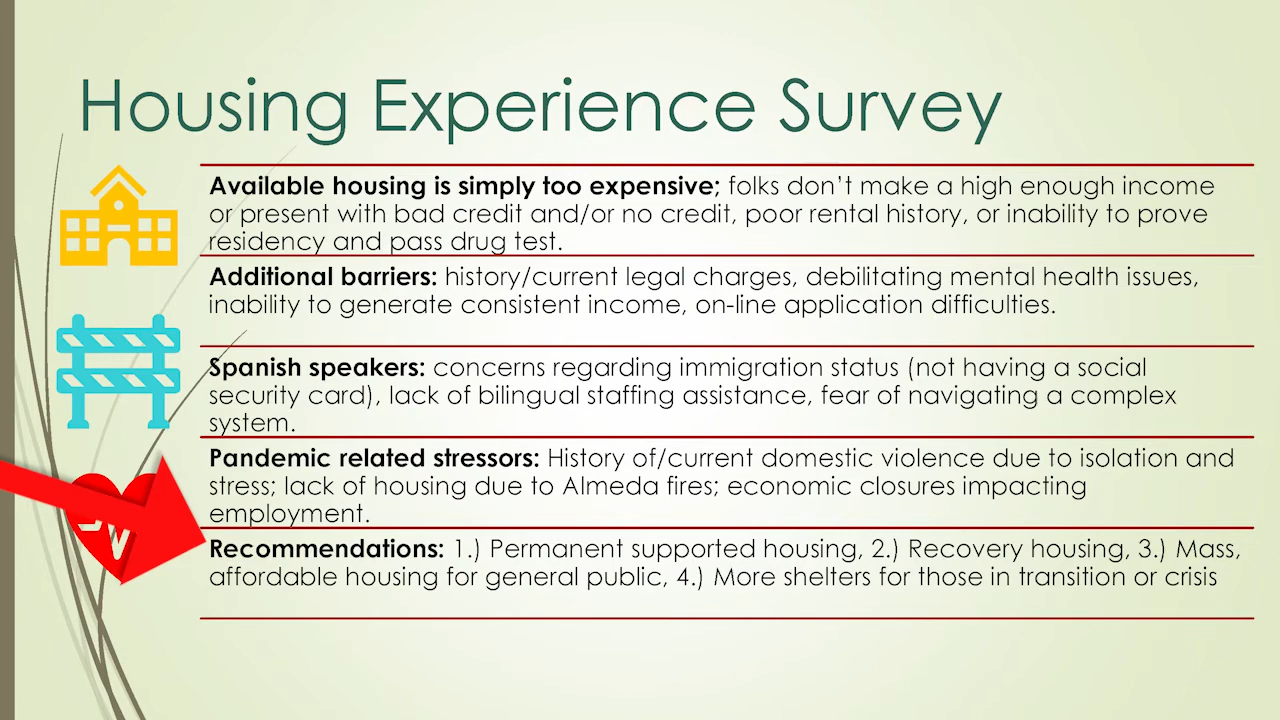 Housing Experience Survey
Available housing is simply too expensive; folks don’t make a high enough income
or present with bad credit and/or no credit, poor rental history, or inability to prove
residency and pass drug test.
Additional barriers: history/current legal charges, debilitating mental health issues,
inability to generate consistent income, on-line application difficulties.
Spanish speakers: concerns regarding immigration status (not having a social
security card), lack of bilingual staffing assistance, fear of navigating a complex
system.
Pandemic related stressors: History of/current domestic violence due to isolation and
stress; lack of housing due to Almeda fires; economic closures impacting
employment.
Recommendations: 1.) Permanent supported housing, 2.) Recovery housing, 3.) Mass,
affordable housing for general public, 4.) More shelters for those in transition or crisis